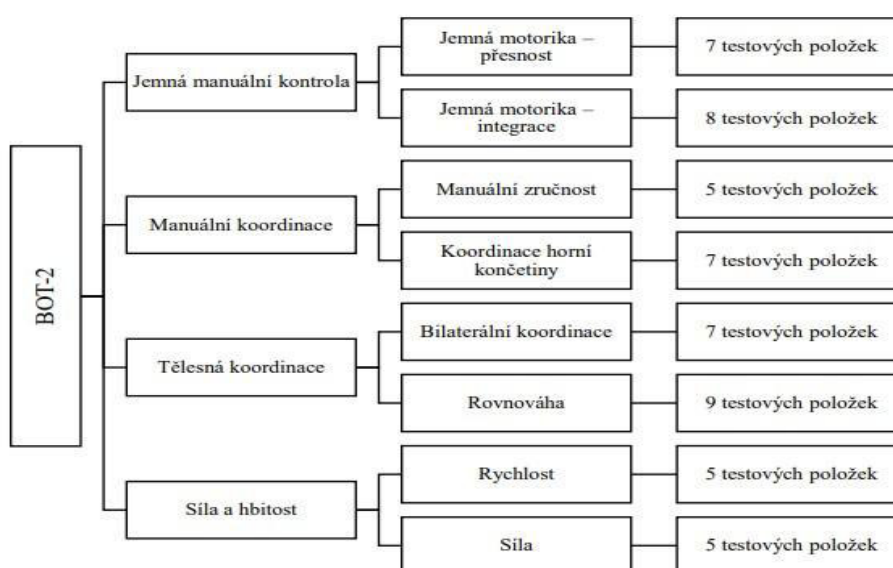 BOT-2
Jemná manuální kontrola
Jemná motorika –
přesnost
7 testových položek
Jemná motorika –
integrace
8 testových položek
Manuální koordinace
Manuální zručnost
5 testových položek
Koordinace horní
končetiny
7 testových položek
Tělesná koordinace
Bilaterální koordinace
7 testových položek
Rovnováha
9 testových položek
Síla a hbitost
Rychlost
5 testových položek
Síla
5 testových položek